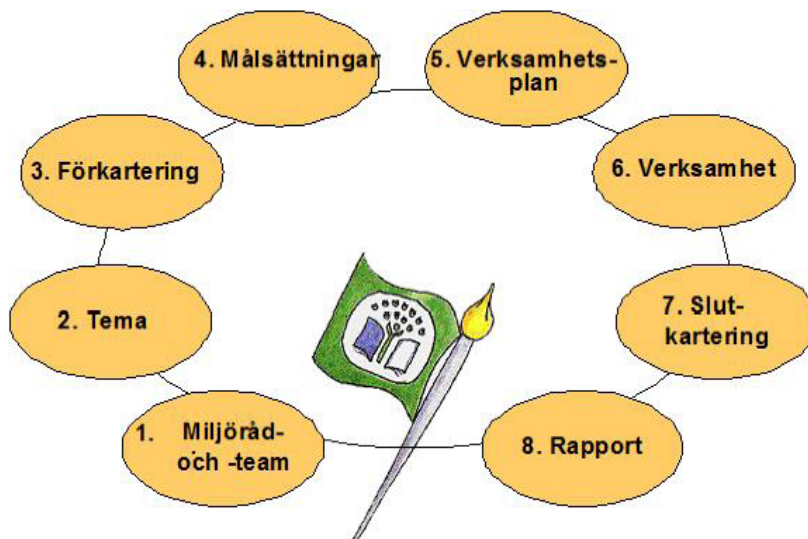 1. Miljöråd-
och -team
2. Tema
3. Förkartering
4. Målsättningar
5. Verksamhets-
plan
6. Verksamhet
7. Slut-
kartering
8. Rapport